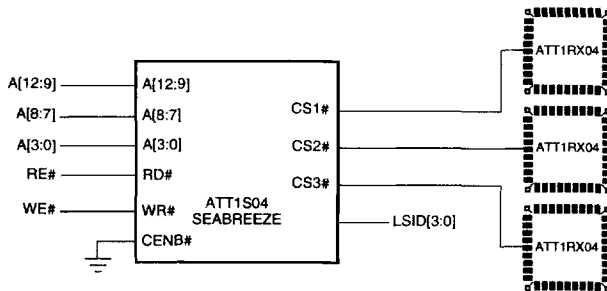 ATT1RX04
A[12:9] A[12:9]
A[8:7] A[8:7] CS1#
A[3:0] A[3:0] CS2# ATT1RX04
RE# RD# CS3#
ATT1S04
WE# WR# SEABREEZE
LSID[3:0]
CENB# ATT1RX04